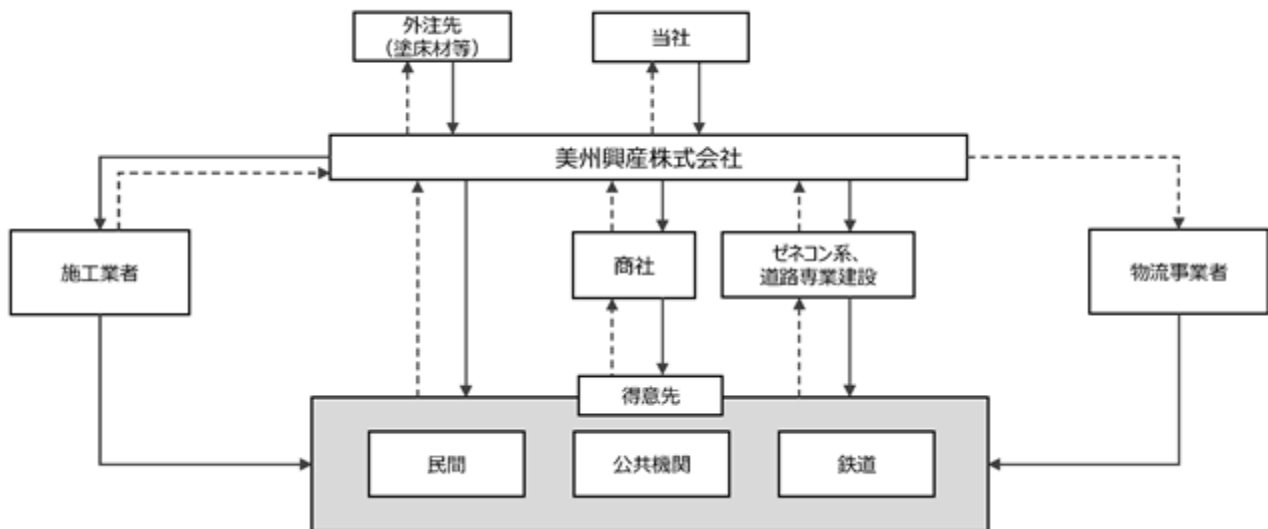 外注先
（塗床材等）
当社
美州興産株式会社
施工業者
商社
ゼネコン系、
道路専業建設
物流事業者
得意先
民間
公共機関
鉄道